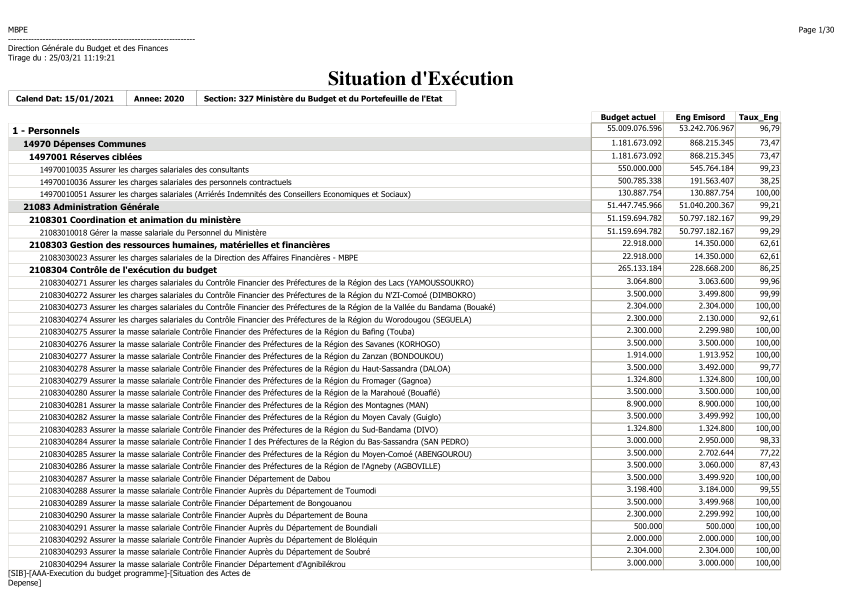 MBPE Page 1/30
----------------------------------------------------------------
Direction Générale du Budget et des Finances
Tirage du : 25/03/21 11:19:21
Situation d'Exécution
Calend Dat: 15/01/2021 Annee: 2020 Section: 327 Ministère du Budget et du Portefeuille de l'Etat
Budget actuel Eng Emisord Taux_Eng
1 - Personnels 55.009.076.596 53.242.706.967 96,79
14970 Dépenses Communes 1.181.673.092 868.215.345 73,47
1497001 Réserves ciblées 1.181.673.092 868.215.345 73,47
14970010035 Assurer les charges salariales des consultants 550.000.000 545.764.184 99,23
14970010036 Assurer les charges salariales des personnels contractuels 500.785.338 191.563.407 38,25
14970010051 Assurer les charges salariales (Arriérés Indemnités des Conseillers Economiques et Sociaux) 130.887.754 130.887.754 100,00
21083 Administration Générale 51.447.745.966 51.040.200.367 99,21
2108301 Coordination et animation du ministère 51.159.694.782 50.797.182.167 99,29
21083010018 Gérer la masse salariale du Personnel du Ministère 51.159.694.782 50.797.182.167 99,29
2108303 Gestion des ressources humaines, matérielles et financières 22.918.000 14.350.000 62,61
21083030023 Assurer les charges salariales de la Direction des Affaires Financières - MBPE 22.918.000 14.350.000 62,61
2108304 Contrôle de l'exécution du budget 265.133.184 228.668.200 86,25
21083040271 Assurer les charges salariales du Contrôle Financier des Préfectures de la Région des Lacs (YAMOUSSOUKRO) 3.064.800 3.063.600 99,96
21083040272 Assurer les charges salariales du Contrôle Financier des Préfectures de la Région du N'ZI-Comoé (DIMBOKRO) 3.500.000 3.499.800 99,99
21083040273 Assurer les charges salariales du Contrôle Financier des Préfectures de la Région de la Vallée du Bandama (Bouaké) 2.304.000 2.304.000 100,00
21083040274 Assurer les charges salariales du Contrôle Financier des Préfectures de la Région du Worodougou (SEGUELA) 2.300.000 2.130.000 92,61
21083040275 Assurer la masse salariale Contrôle Financier des Préfectures de la Région du Bafing (Touba) 2.300.000 2.299.980 100,00
21083040276 Assurer la masse salariale Contrôle Financier des Préfectures de la Région des Savanes (KORHOGO) 3.500.000 3.500.000 100,00
21083040277 Assurer la masse salariale Contrôle Financier des Préfectures de la Région du Zanzan (BONDOUKOU) 1.914.000 1.913.952 100,00
21083040278 Assurer la masse salariale Contrôle Financier des Préfectures de la Région du Haut-Sassandra (DALOA) 3.500.000 3.492.000 99,77
21083040279 Assurer la masse salariale Contrôle Financier des Préfectures de la Région du Fromager (Gagnoa) 1.324.800 1.324.800 100,00
21083040280 Assurer la masse salariale Contrôle Financier des Préfectures de la Région de la Marahoué (Bouaflé) 3.500.000 3.500.000 100,00
21083040281 Assurer la masse salariale Contrôle Financier des Préfectures de la Région des Montagnes (MAN) 8.900.000 8.900.000 100,00
21083040282 Assurer la masse salariale Contrôle Financier des Préfectures de la Région du Moyen Cavaly (Guiglo) 3.500.000 3.499.992 100,00
21083040283 Assurer la masse salariale Contrôle Financier des Préfectures de la Région du Sud-Bandama (DIVO) 1.324.800 1.324.800 100,00
21083040284 Assurer la masse salariale Contrôle Financier I des Préfectures de la Région du Bas-Sassandra (SAN PEDRO) 3.000.000 2.950.000 98,33
21083040285 Assurer la masse salariale Contrôle Financier des Préfectures de la Région du Moyen-Comoé (ABENGOUROU) 3.500.000 2.702.644 77,22
21083040286 Assurer la masse salariale Contrôle Financier des Préfectures de la Région de l'Agneby (AGBOVILLE) 3.500.000 3.060.000 87,43
21083040287 Assurer la masse salariale Contrôle Financier Département de Dabou 3.500.000 3.499.920 100,00
21083040288 Assurer la masse salariale Contrôle Financier Auprès du Département de Toumodi 3.198.400 3.184.000 99,55
21083040289 Assurer la masse salariale Contrôle Financier Département de Bongouanou 3.500.000 3.499.968 100,00
21083040290 Assurer la masse salariale Contrôle Financier Auprès du Département de Bouna 2.300.000 2.299.992 100,00
21083040291 Assurer la masse salariale Contrôle Financier Auprès du Département de Boundiali 500.000 500.000 100,00
21083040292 Assurer la masse salariale Contrôle Financier Auprès du Département de Bloléquin 2.000.000 2.000.000 100,00
21083040293 Assurer la masse salariale Contrôle Financier Auprès du Département de Soubré 2.304.000 2.304.000 100,00
21083040294 Assurer la masse salariale Contrôle Financier Département d'Agnibilékrou 3.000.000 3.000.000 100,00
[SIB]-[AAA-Execution du budget programme]-[Situation des Actes de
Depense]